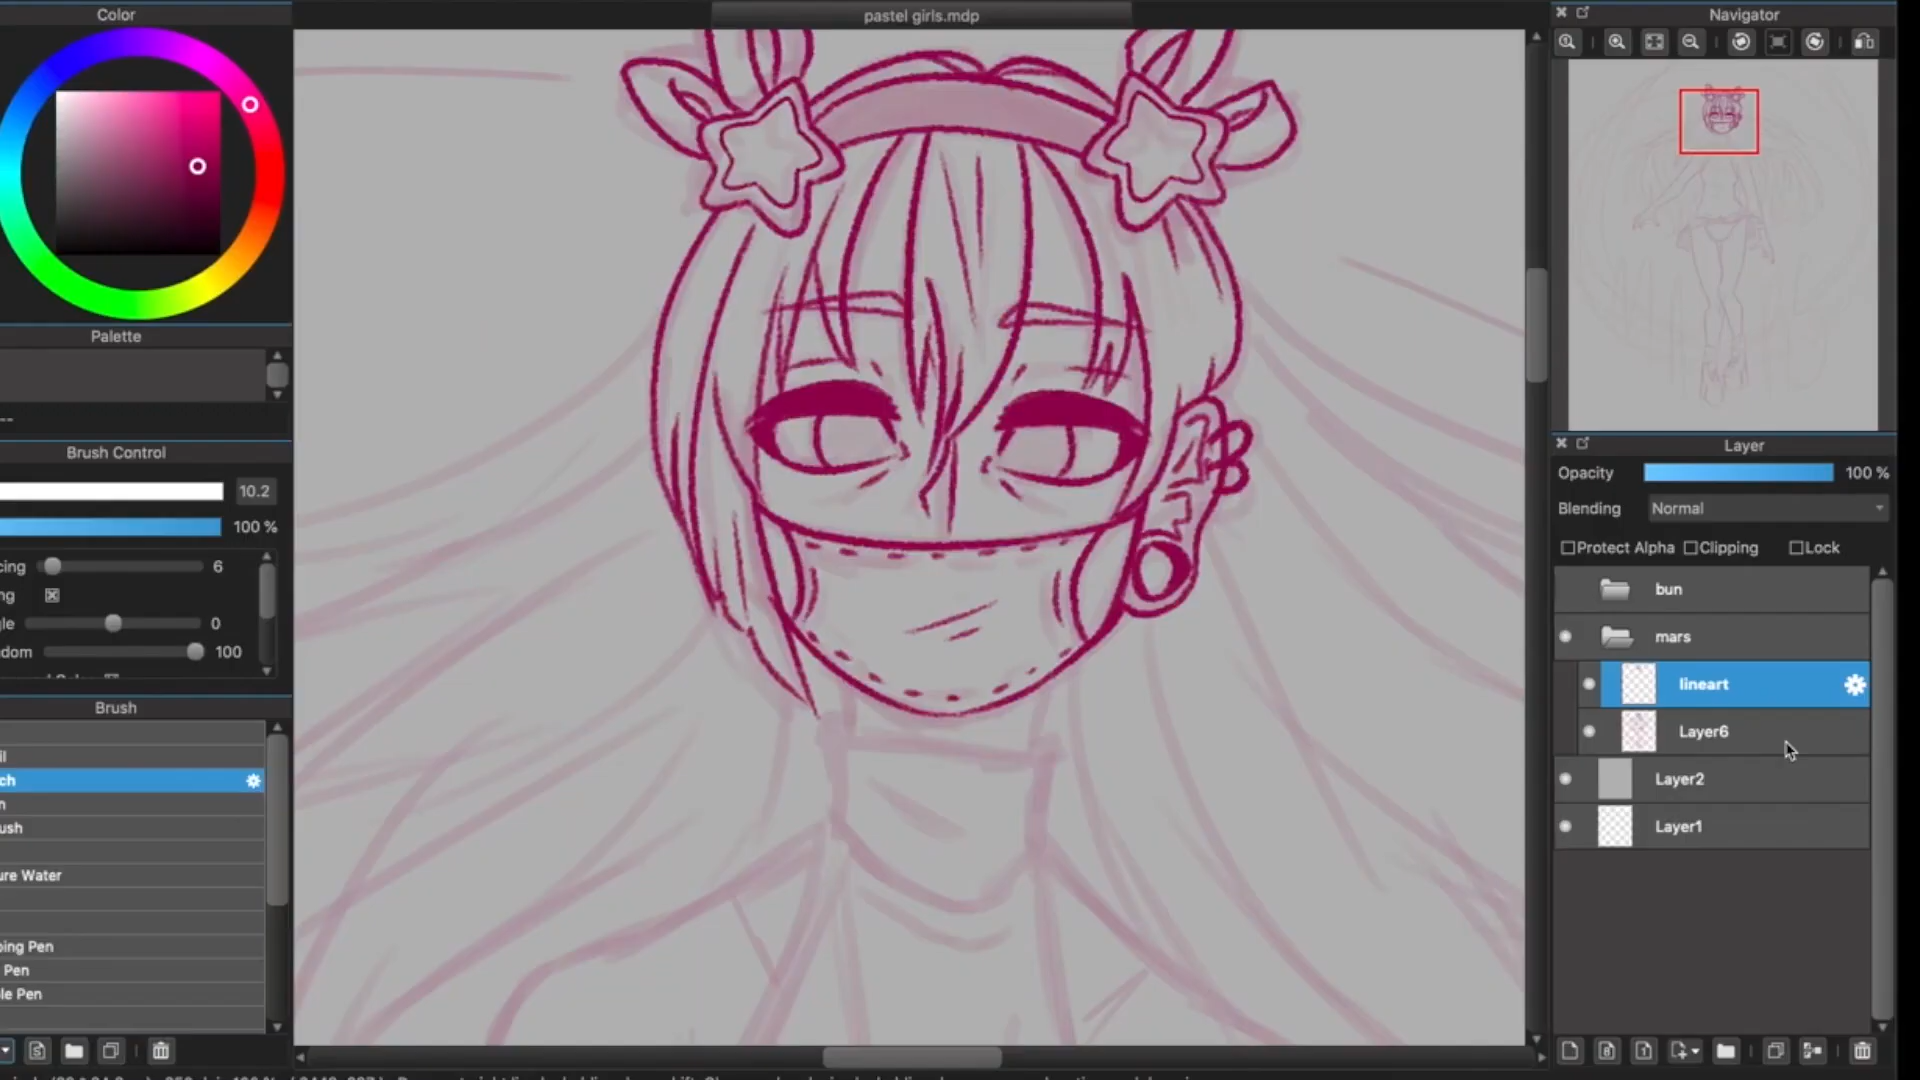 Color
pastel girls.mdp
Navigator
Palette
--
Brush Control
10.2
100 %
cing 6
ng
gle 0
dom 100
Brush
il
ch
n
ush
ure Water
ping Pen
Pen
le Pen
Layer
Opacity 100 %
Blending Normal
Protect Alpha Clipping Lock
bun
mars
lineart
Layer6
Layer2
Layer1